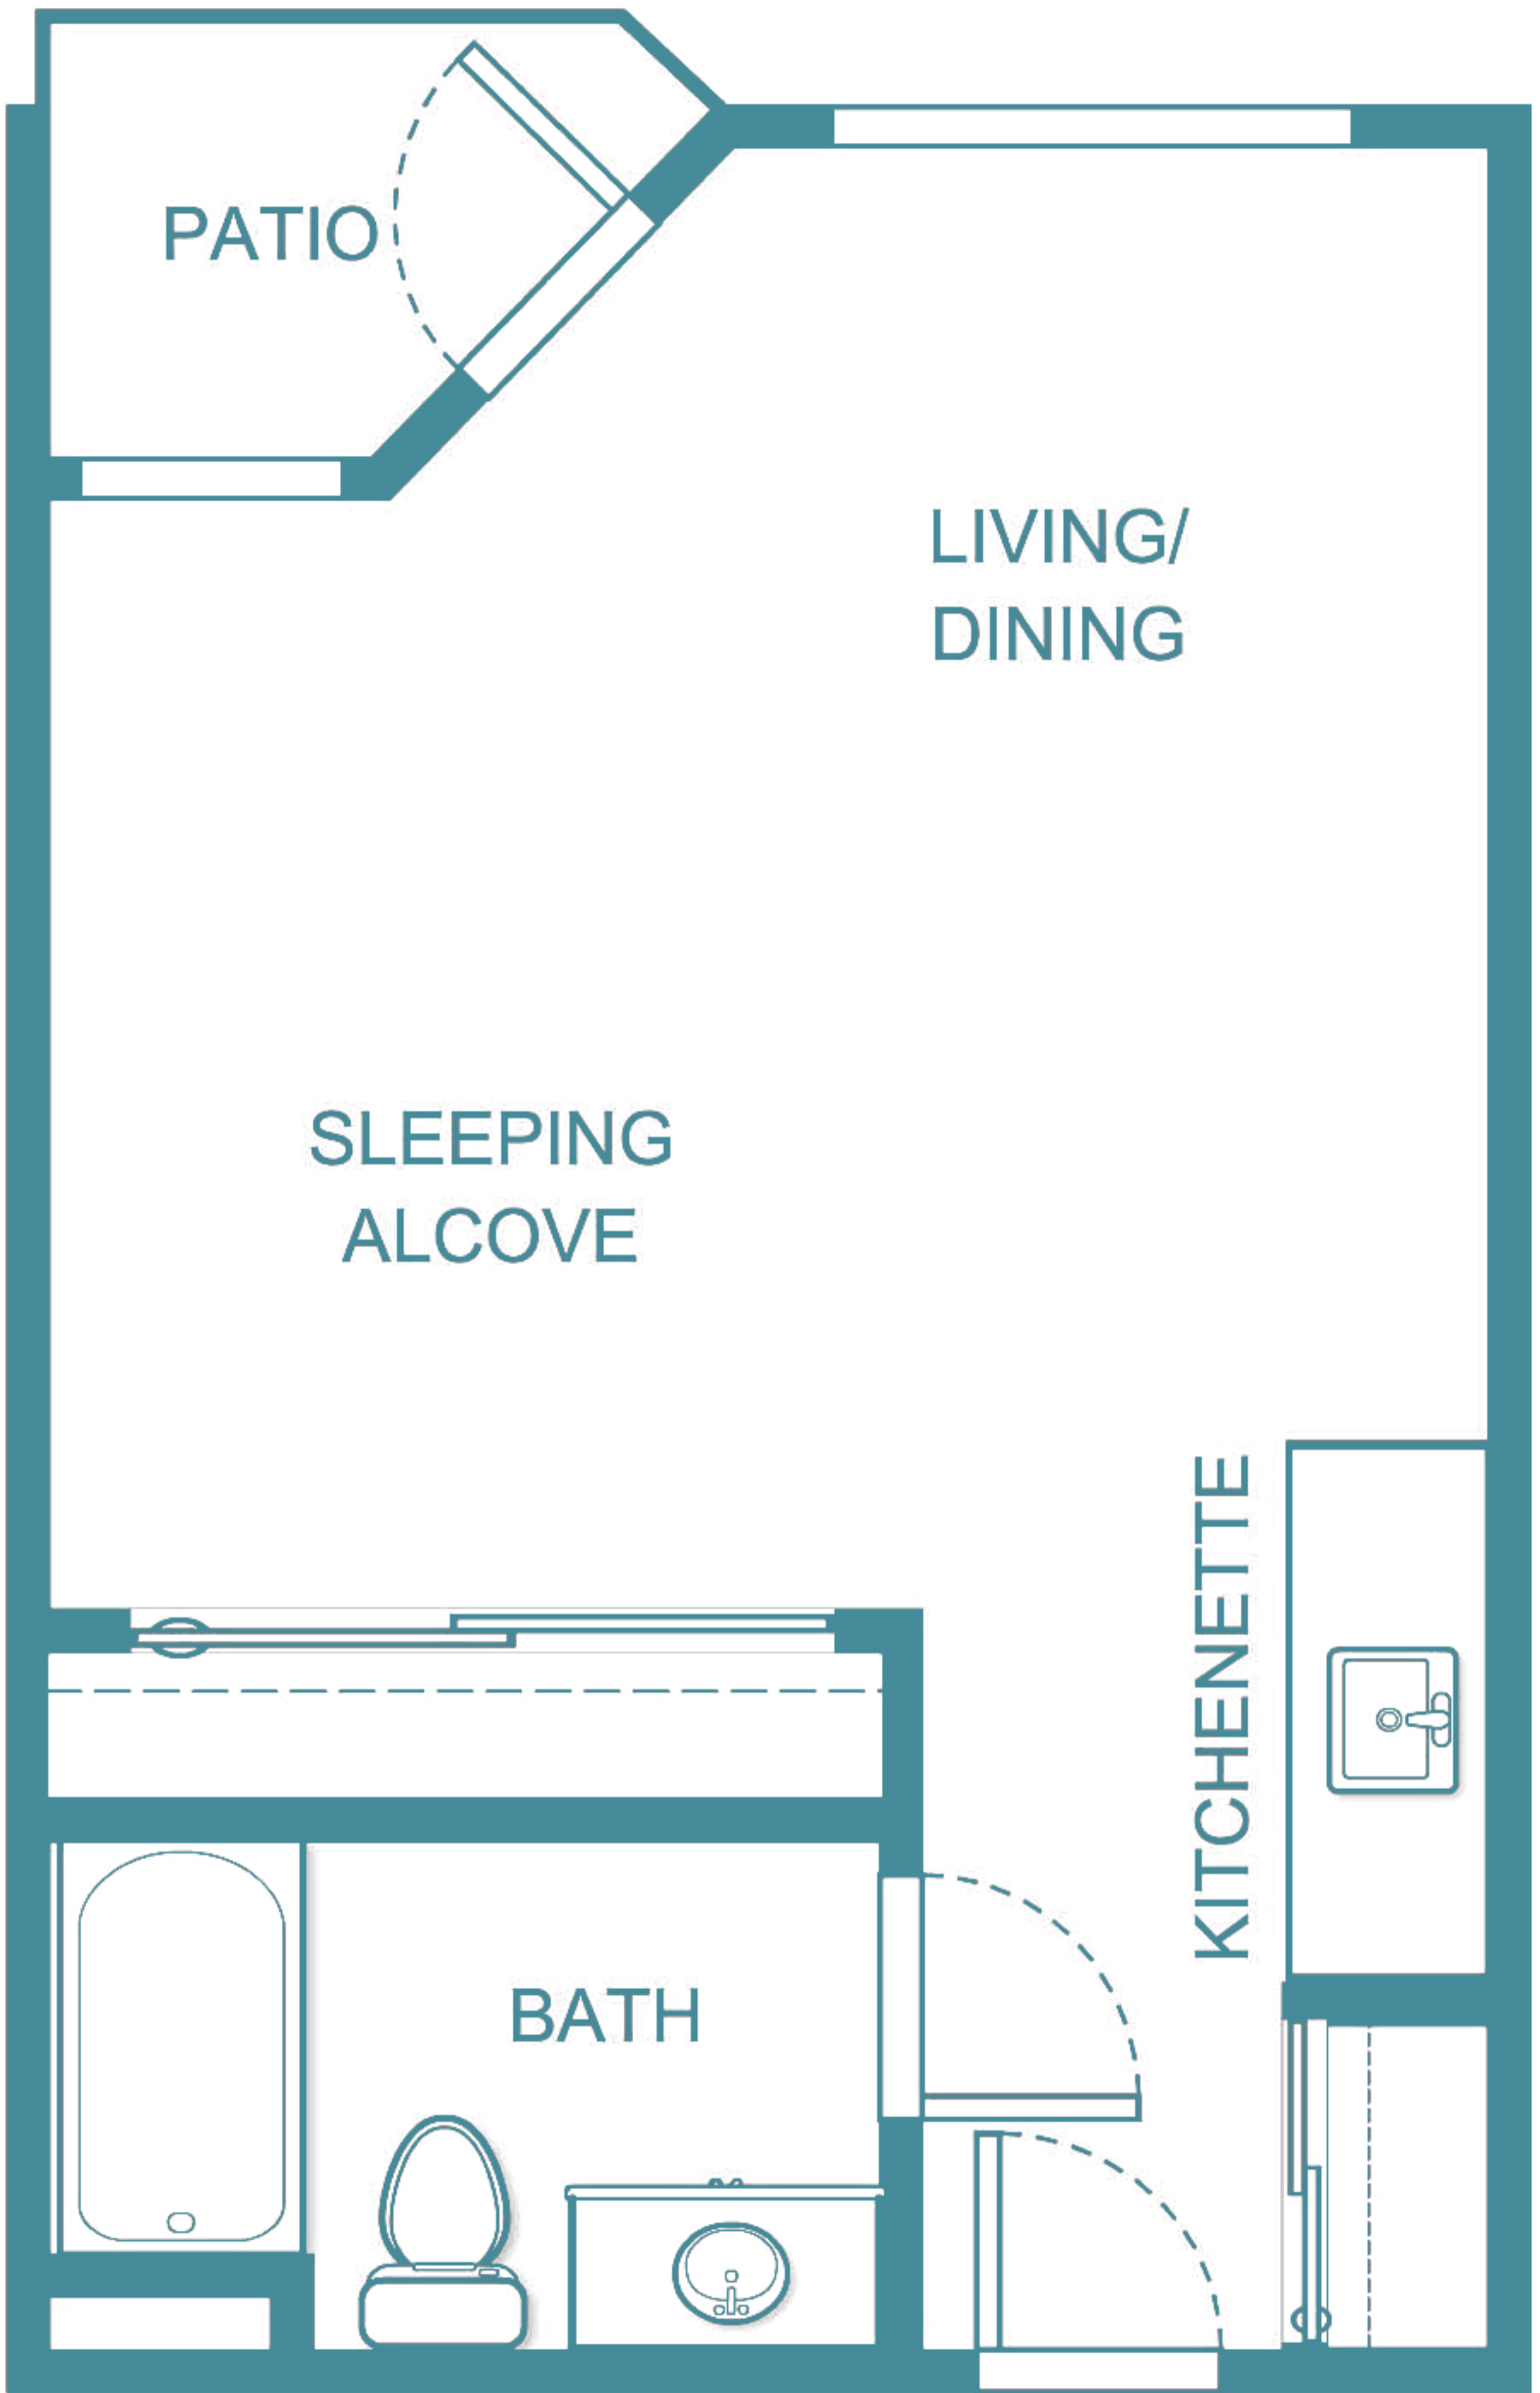 PATIO
LIVING/
DINING
SLEEPING
ALCOVE
KITCHENETTE
BATH